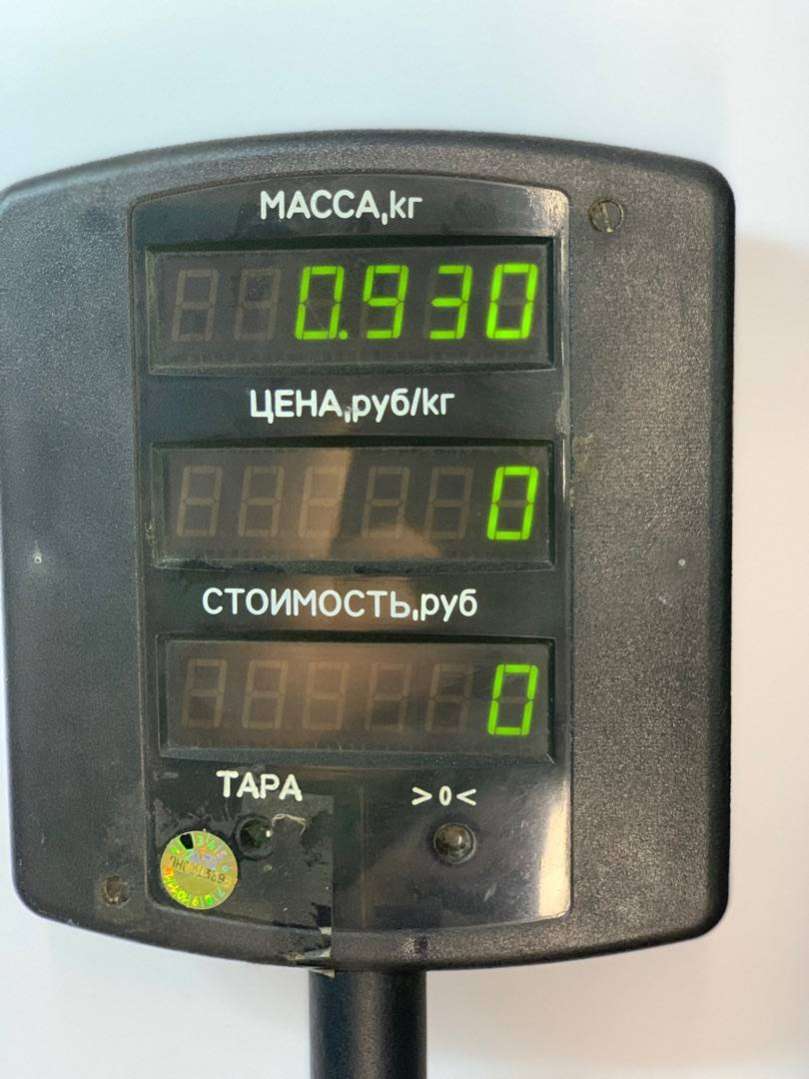 МАССА,кг
0.930
ЦЕНА,руб/кг
0
СТОИМОСТЬ,руб
0
ТАРА >0<